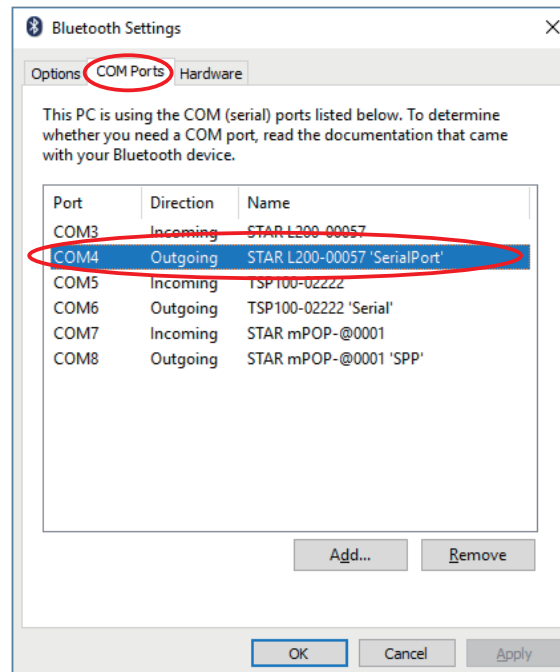 Bluetooth Settings
Options COM Ports Hardware
This PC is using the COM (serial) ports listed below. To determine
whether you need a COM port, read the documentation that came
with your Bluetooth device.
Port Direction Name
COM3 Incoming STAR L200-00057
COM4 Outgoing STAR L200-00057 'SerialPort'
COM5 Incoming TSP100-02222
COM6 Outgoing TSP100-02222 'Serial'
COM7 Incoming STAR mPOP-@0001
COM8 Outgoing STAR mPOP-@0001 'SPP'
Add... Remove
OK Cancel Apply